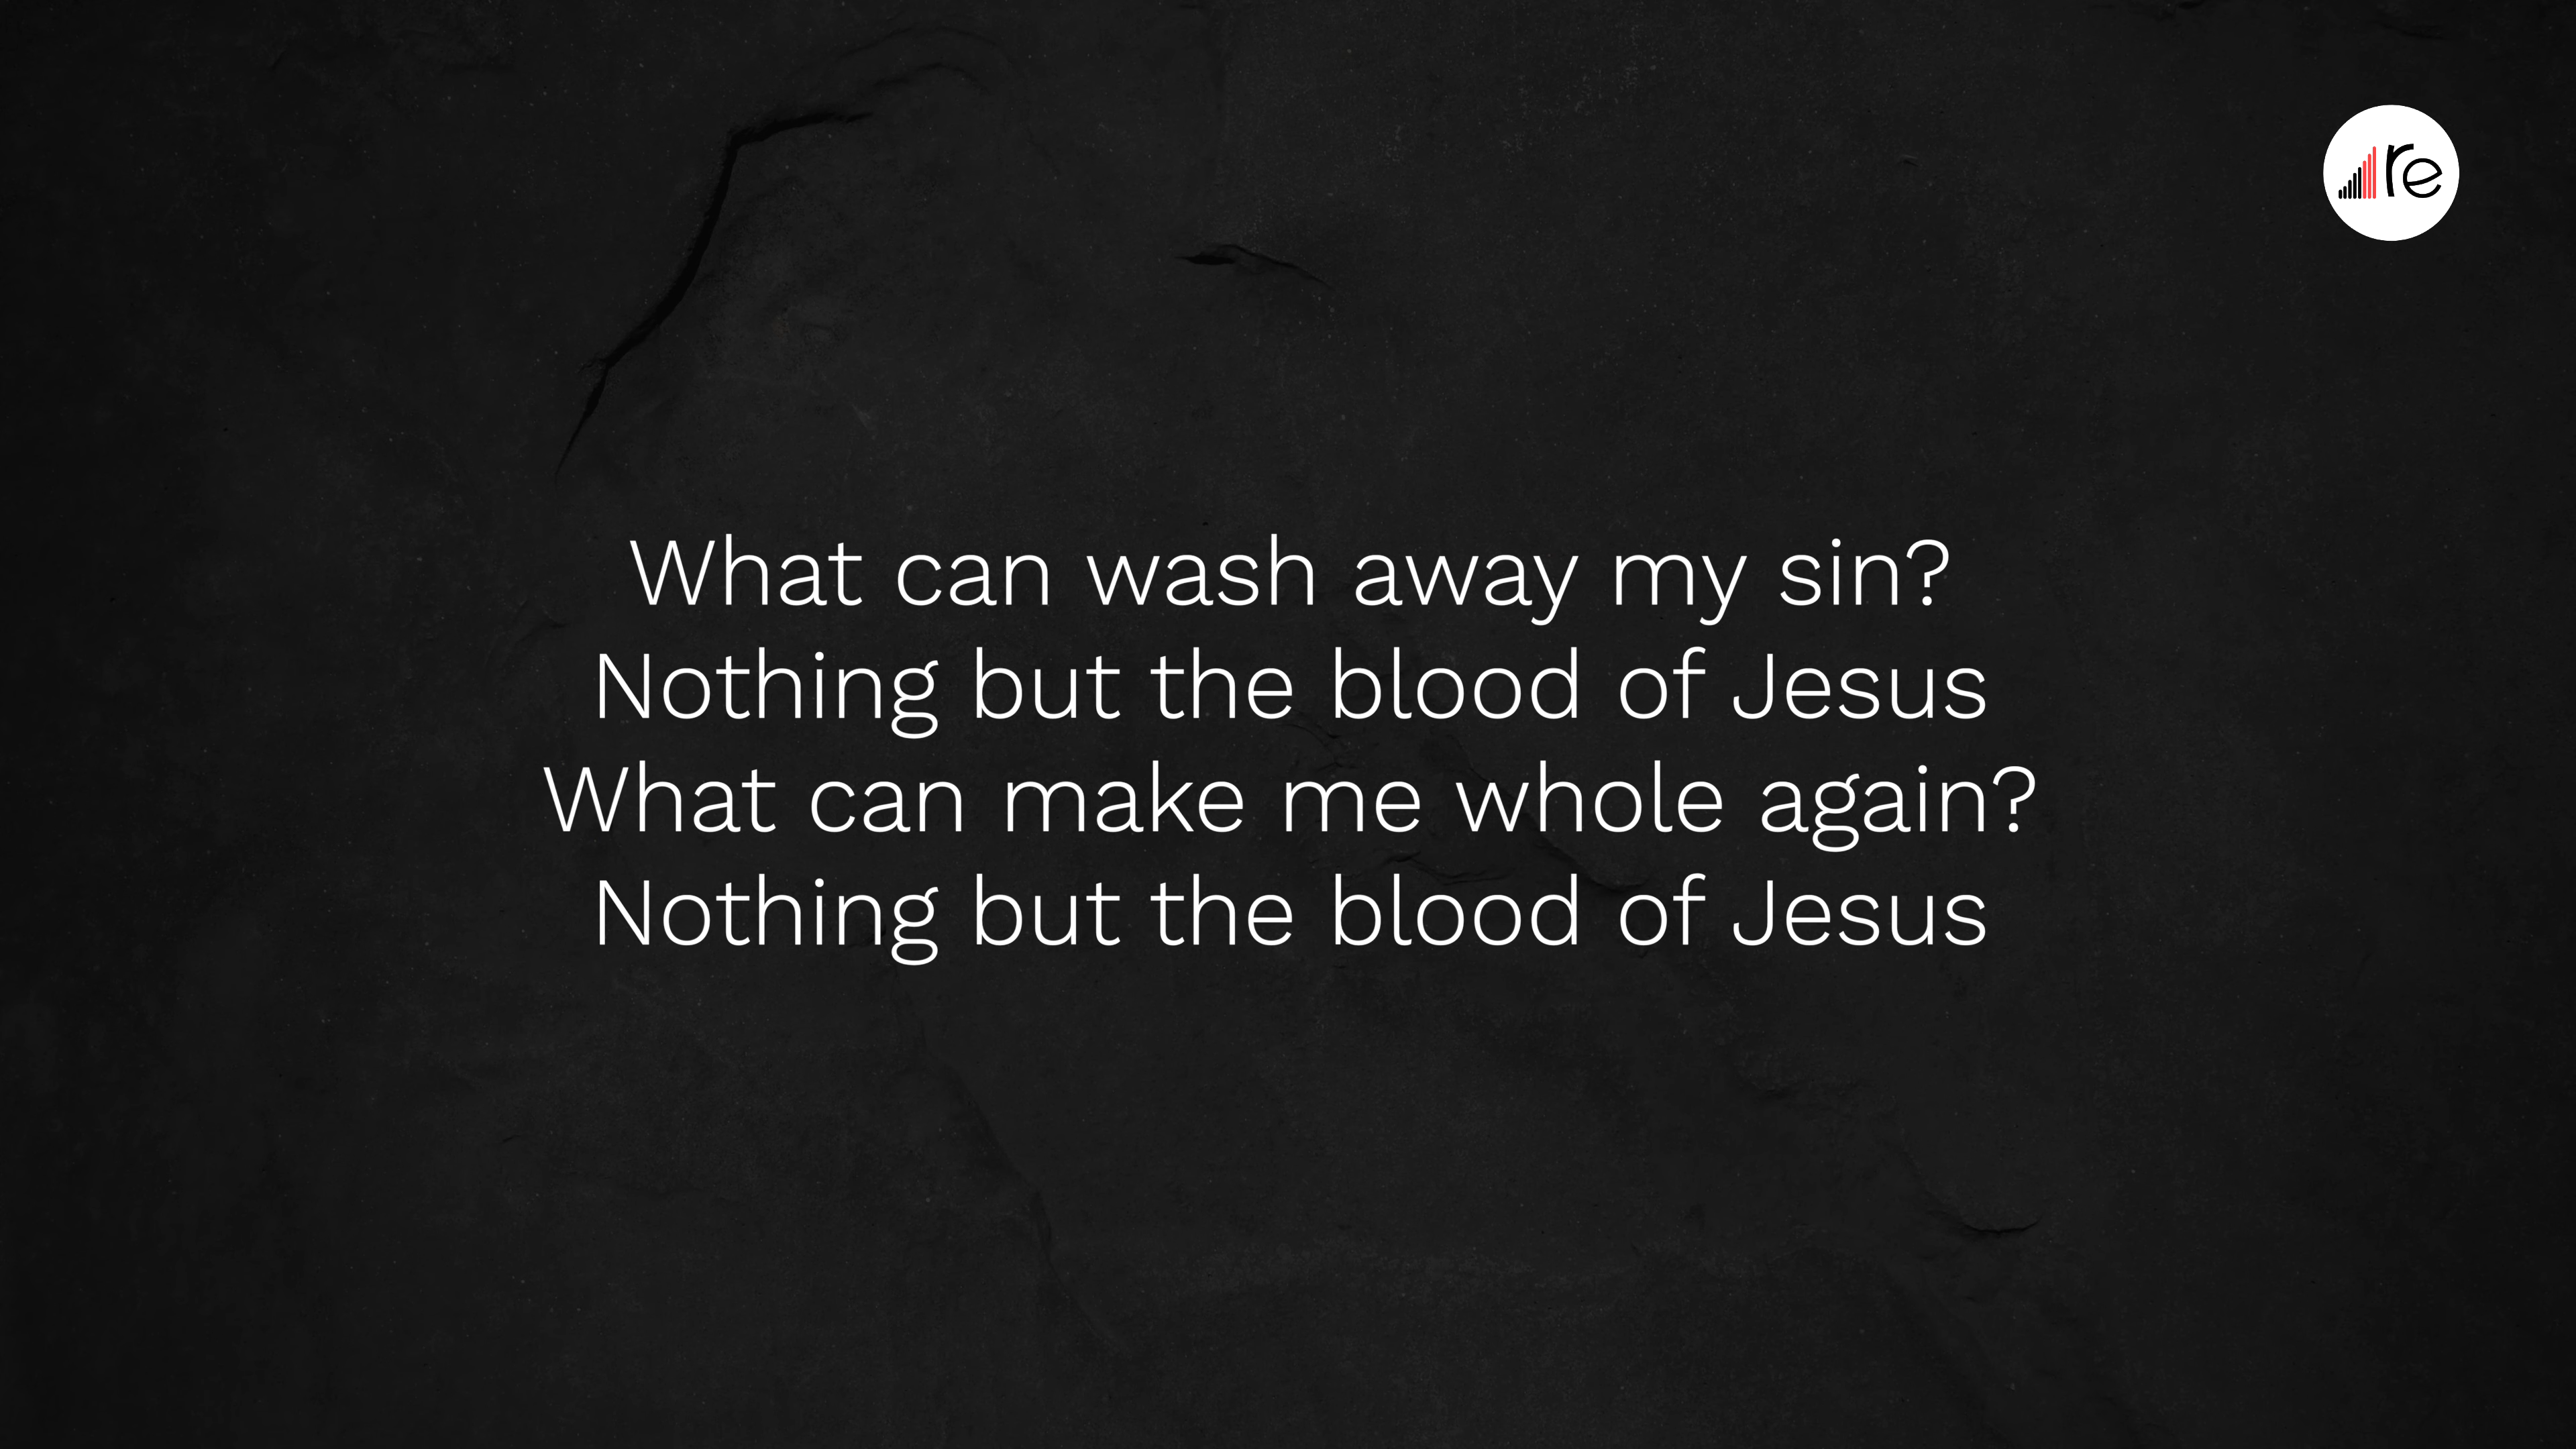 re
What can wash away my sin?
Nothing but the blood of Jesus
What can make me whole again?
Nothing but the blood of Jesus